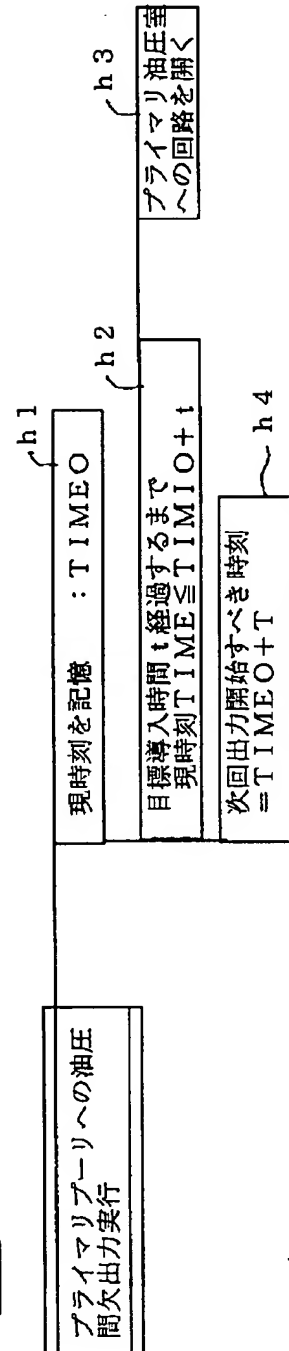 プライマリプーリへの油圧
間欠出力実行
h1
現時刻を記憶 :TIMEO
h2
目標導入時間t経過するまで
現時刻TIME≦TIMIO+t
h3
プライマリ油圧室
への回路を開く
h4
次回出力開始すべき時刻
=TIMEO+T